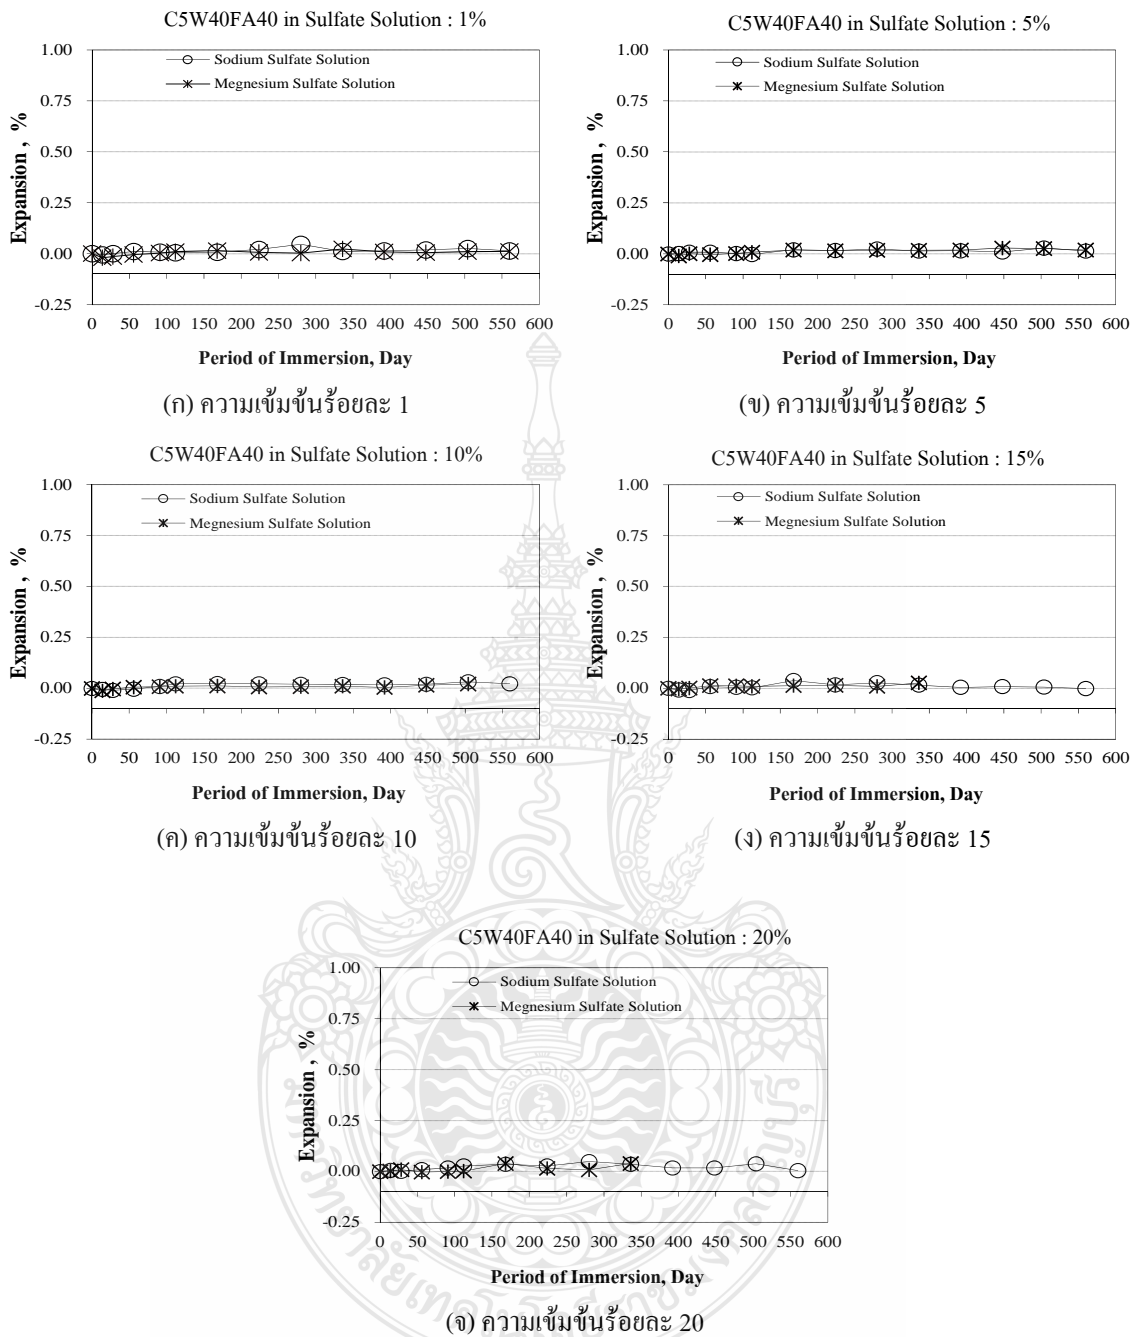 C5W40FA40 in Sulfate Solution : 1%
1.00
0.75
0.50
0.25
0.00
-0.25
Expansion , %
Sodium Sulfate Solution
Megnesium Sulfate Solution
0 50 100 150 200 250 300 350 400 450 500 550 600
Period of Immersion, Day
(ก) ความเข้มข้นร้อยละ 1
C5W40FA40 in Sulfate Solution : 5%
1.00
0.75
0.50
0.25
0.00
-0.25
Expansion , %
Sodium Sulfate Solution
Megnesium Sulfate Solution
0 50 100 150 200 250 300 350 400 450 500 550 600
Period of Immersion, Day
(ข) ความเข้มข้นร้อยละ 5
C5W40FA40 in Sulfate Solution : 10%
1.00
0.75
0.50
0.25
0.00
-0.25
Expansion , %
Sodium Sulfate Solution
Megnesium Sulfate Solution
0 50 100 150 200 250 300 350 400 450 500 550 600
Period of Immersion, Day
(ค) ความเข้มข้นร้อยละ 10
C5W40FA40 in Sulfate Solution : 15%
1.00
0.75
0.50
0.25
0.00
-0.25
Expansion , %
Sodium Sulfate Solution
Megnesium Sulfate Solution
0 50 100 150 200 250 300 350 400 450 500 550 600
Period of Immersion, Day
(ง) ความเข้มข้นร้อยละ 15
C5W40FA40 in Sulfate Solution : 20%
1.00
0.75
0.50
0.25
0.00
-0.25
Expansion , %
Sodium Sulfate Solution
Megnesium Sulfate Solution
0 50 100 150 200 250 300 350 400 450 500 550 600
Period of Immersion, Day
(จ) ความเข้มข้นร้อยละ 20